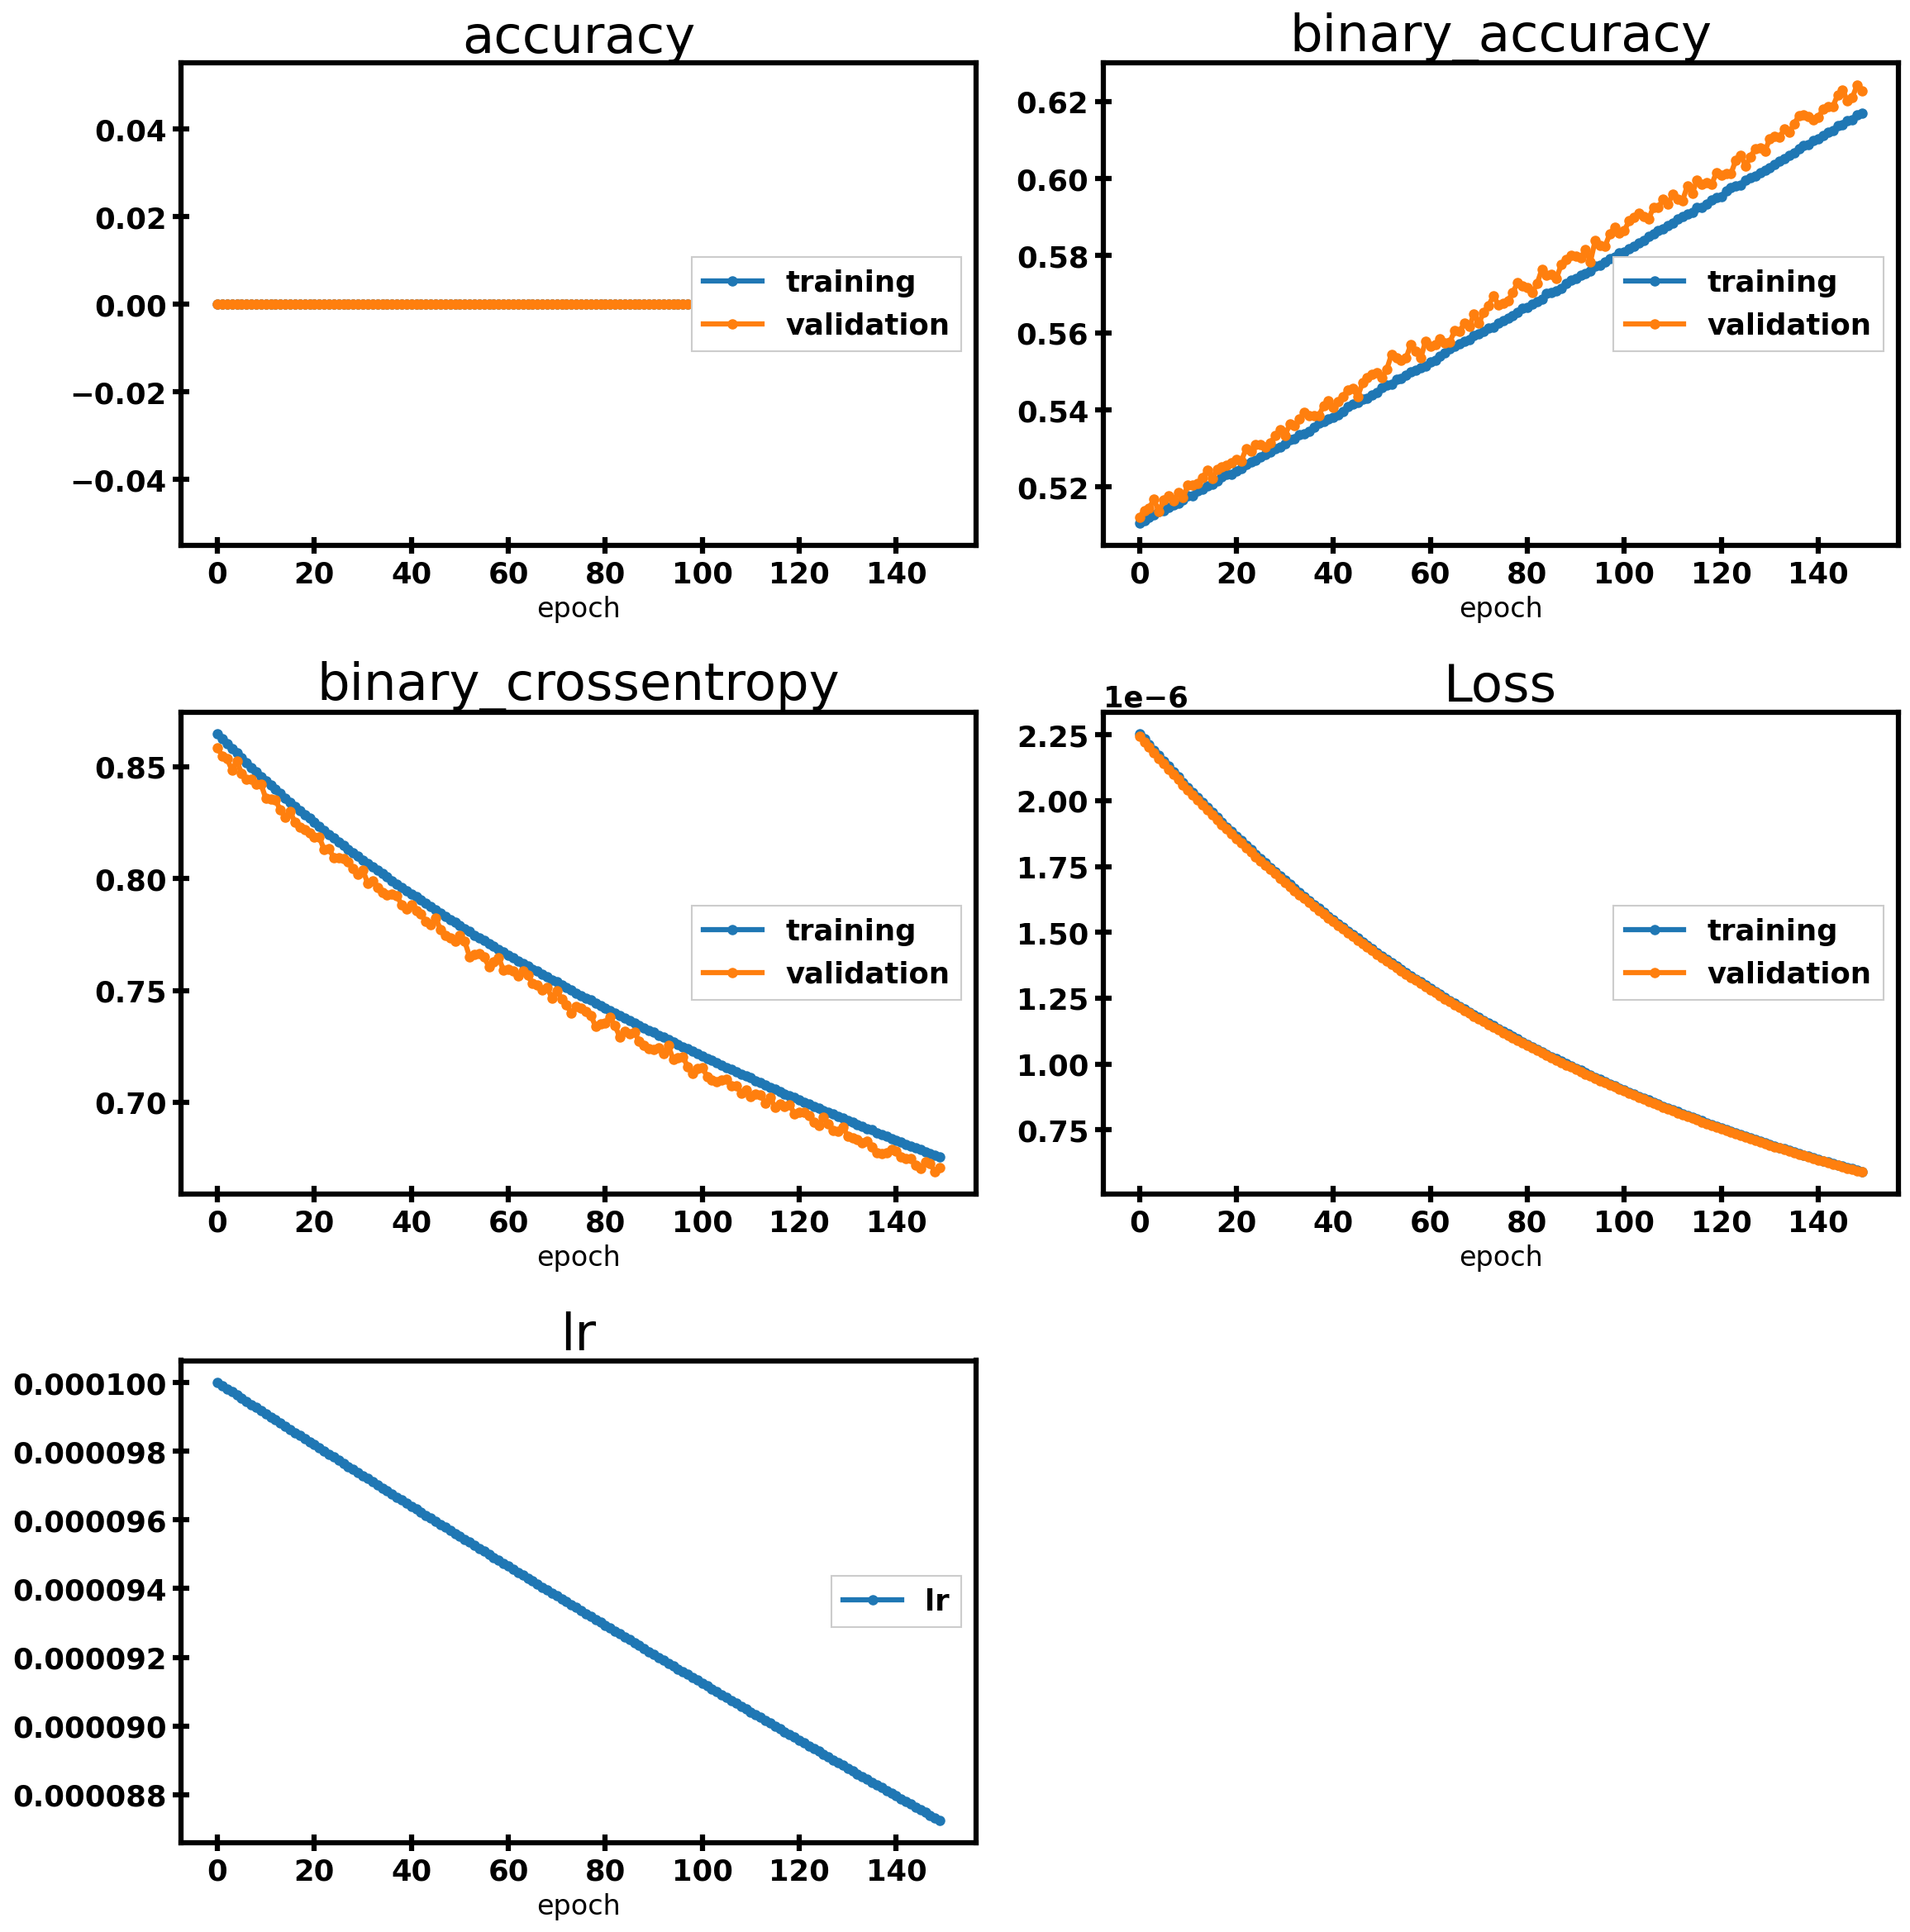 accuracy
0.04
0.02
0.00
−0.02
−0.04
training
validation
0 20 40 60 80 100 120 140
epoch
binary_accuracy
0.62
0.60
0.58
0.56
0.54
0.52
training
validation
0 20 40 60 80 100 120 140
epoch
binary_crossentropy
0.85
0.80
0.75
0.70
training
validation
0 20 40 60 80 100 120 140
epoch
Loss
1e−6
2.25
2.00
1.75
1.50
1.25
1.00
0.75
training
validation
0 20 40 60 80 100 120 140
epoch
lr
0.000100
0.000098
0.000096
0.000094
0.000092
0.000090
0.000088
lr
0 20 40 60 80 100 120 140
epoch